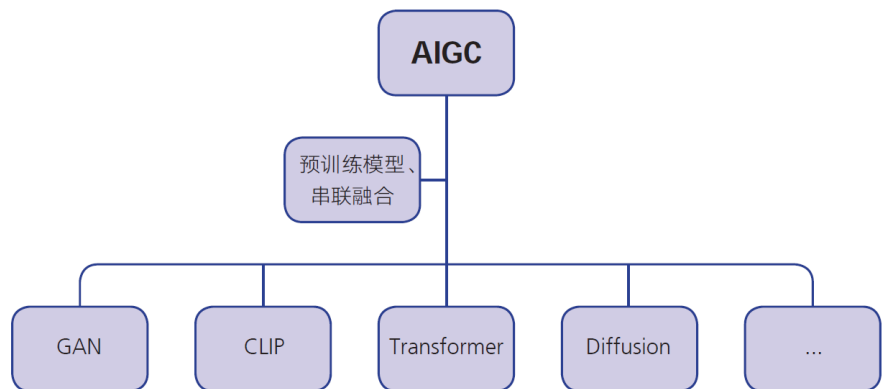 AIGC
预训练模型、
串联融合
GAN
CLIP
Transformer
Diffusion
...